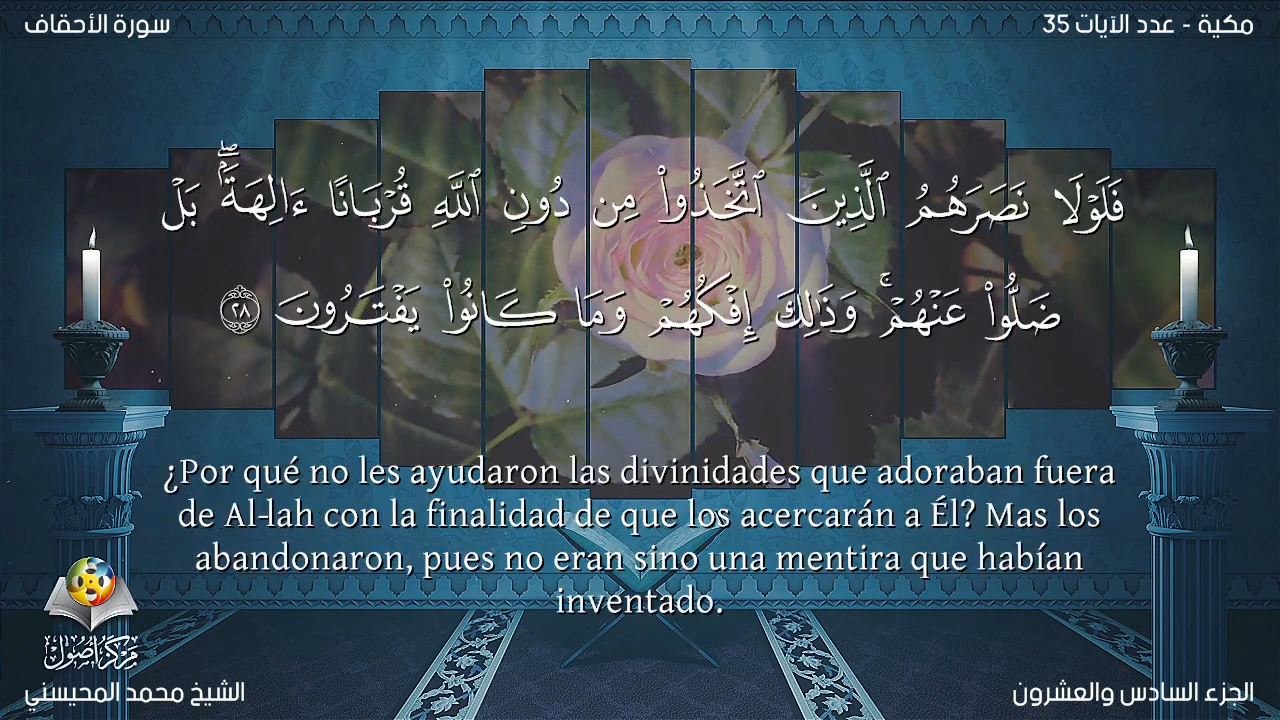 مكية - عدد الآيات 35
سورة الأحقاف
فَلَوْلَا نَصَرَهُمُ ٱلَّذِينَ ٱتَّخَذُوا۟ مِن دُونِ ٱللَّهِ قُرْبَانًا ءَالِهَةًۢ ۖ بَلْ
ضَلُّوا۟ عَنْهُمْ ۚ وَذَٰلِكَ إِفْكُهُمْ وَمَا كَانُوا۟ يَفْتَرُونَ ٢٨
¿Por qué no les ayudaron las divinidades que adoraban fuera
de Al-lah con la finalidad de que los acercarán a Él? Mas los
abandonaron, pues no eran sino una mentira que habían
inventado.
مركز أصول
الجزء السادس والعشرون
الشيخ محمد المحيسني